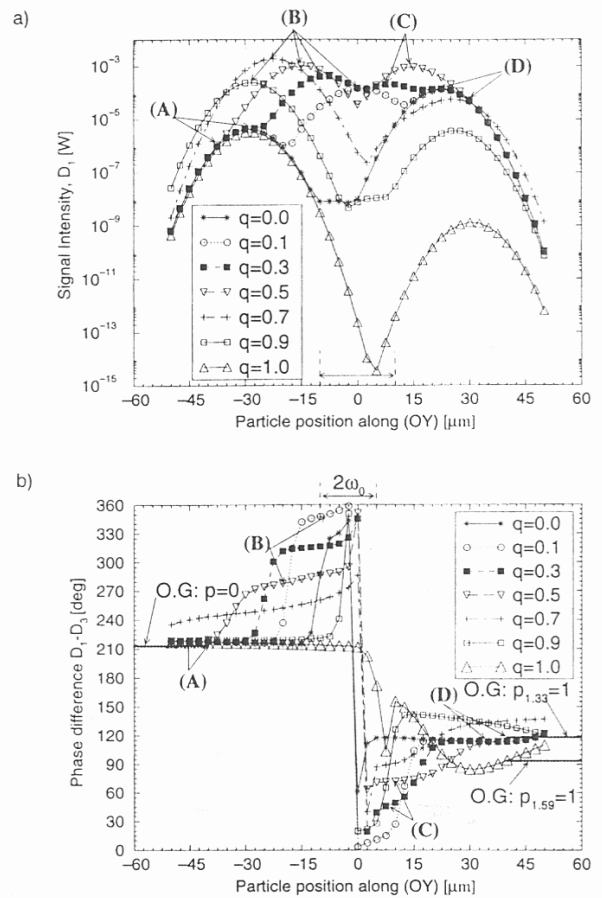 a)
(B)
(C)
(D)
(A)
10⁻³
10⁻⁵
10⁻⁷
10⁻⁹
10⁻¹¹
10⁻¹³
10⁻¹⁵
Signal Intensity, D₁ [W]
q=0.0
q=0.1
q=0.3
q=0.5
q=0.7
q=0.9
q=1.0
−60 −45 −30 −15 0 15 30 45 60
Particle position along (OY) [μm]
b)
2ω₀
360
330
300
270
240
210
180
150
120
90
60
30
0
Phase difference D₁-D₃ [deg]
(B)
O.G: p=0
(A)
q=0.0
q=0.1
q=0.3
q=0.5
q=0.7
q=0.9
q=1.0
(D)
O.G: p₁.₃₃=1
O.G: p₁.₅₉=1
(C)
−60 −45 −30 −15 0 15 30 45 60
Particle position along (OY) [μm]